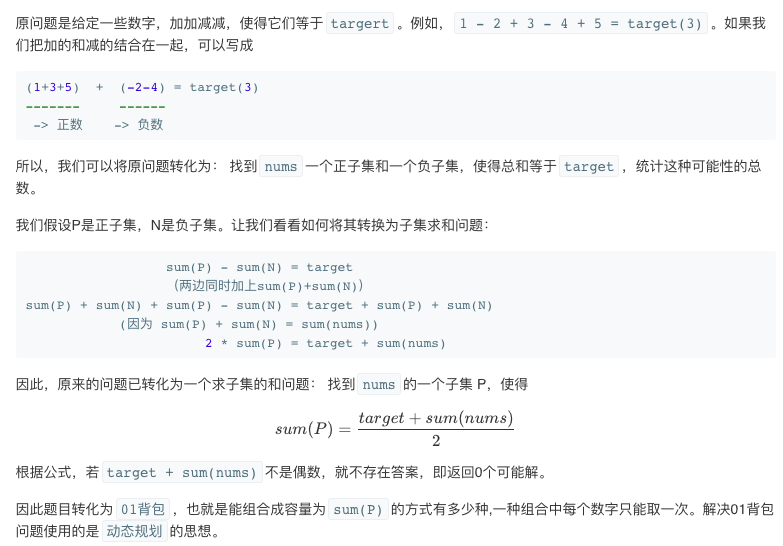 原问题是给定一些数字，加加减减，使得它们等于 targert 。例如， 1 - 2 + 3 - 4 + 5 = target(3) 。如果我
们把加的和减的结合在一起，可以写成
(1+3+5)  +  (-2-4) = target(3)
-------     ------
 -> 正数    -> 负数
所以，我们可以将原问题转化为： 找到 nums 一个正子集和一个负子集，使得总和等于 target ，统计这种可能性的总
数。
我们假设P是正子集，N是负子集。让我们看看如何将其转换为子集求和问题：
sum(P) - sum(N) = target
（两边同时加上sum(P)+sum(N)）
sum(P) + sum(N) + sum(P) - sum(N) = target + sum(P) + sum(N)
(因为 sum(P) + sum(N) = sum(nums))
2 * sum(P) = target + sum(nums)
因此，原来的问题已转化为一个求子集的和问题： 找到 nums 的一个子集 P，使得
sum(P) = (target + sum(nums)) / 2
根据公式，若 target + sum(nums) 不是偶数，就不存在答案，即返回0个可能解。
因此题目转化为 01背包 ，也就是能组合成容量为 sum(P) 的方式有多少种,一种组合中每个数字只能取一次。解决01背包
问题使用的是 动态规划 的思想。